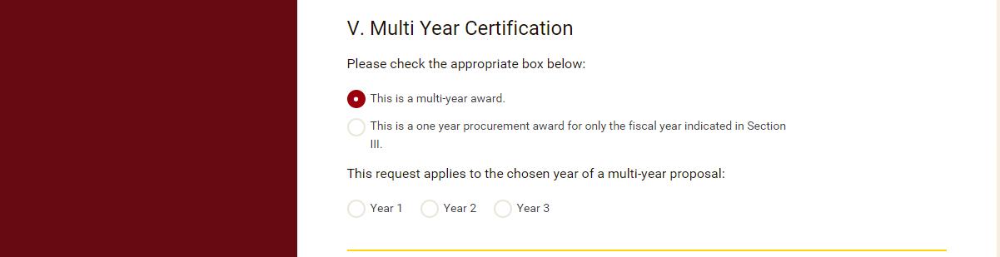 V. Multi Year Certification
Please check the appropriate box below:
This is a multi-year award.
This is a one year procurement award for only the fiscal year indicated in Section
III.
This request applies to the chosen year of a multi-year proposal:
Year 1 Year 2 Year 3